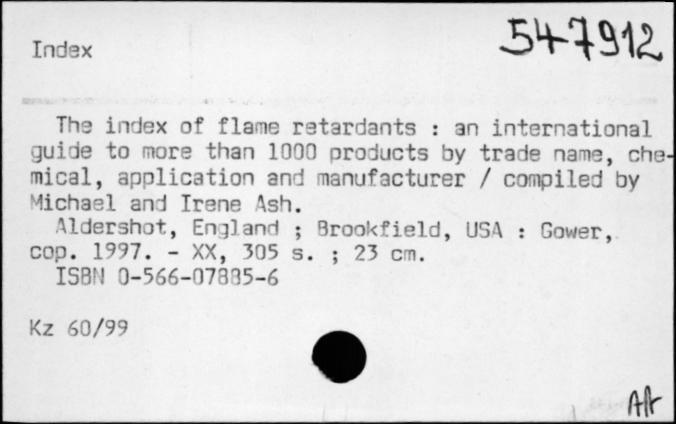 547912
Index
The index of flame retardants : an international
guide to more than 1000 products by trade name, che-
mical, application and manufacturer / compiled by
Michael and Irene Ash.
Aldershot, England ; Brookfield, USA : Gower,
cop. 1997. - XX, 305 s. ; 23 cm.
ISBN 0-566-07885-6
Kz 60/99